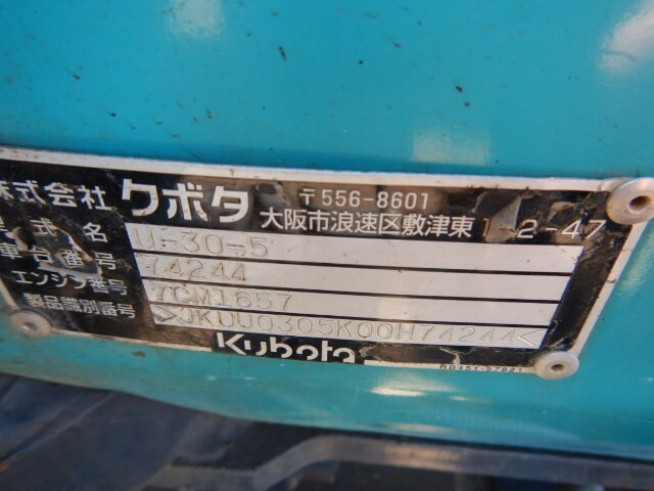 株式会社 クボタ 〒556-8601
大阪市浪速区敷津東1-2-47
型式名 U-30-5
車台番号 74244
エンジン番号 7CM1657
製品識別番号 >JKUU0305K00H74244<
Kubota